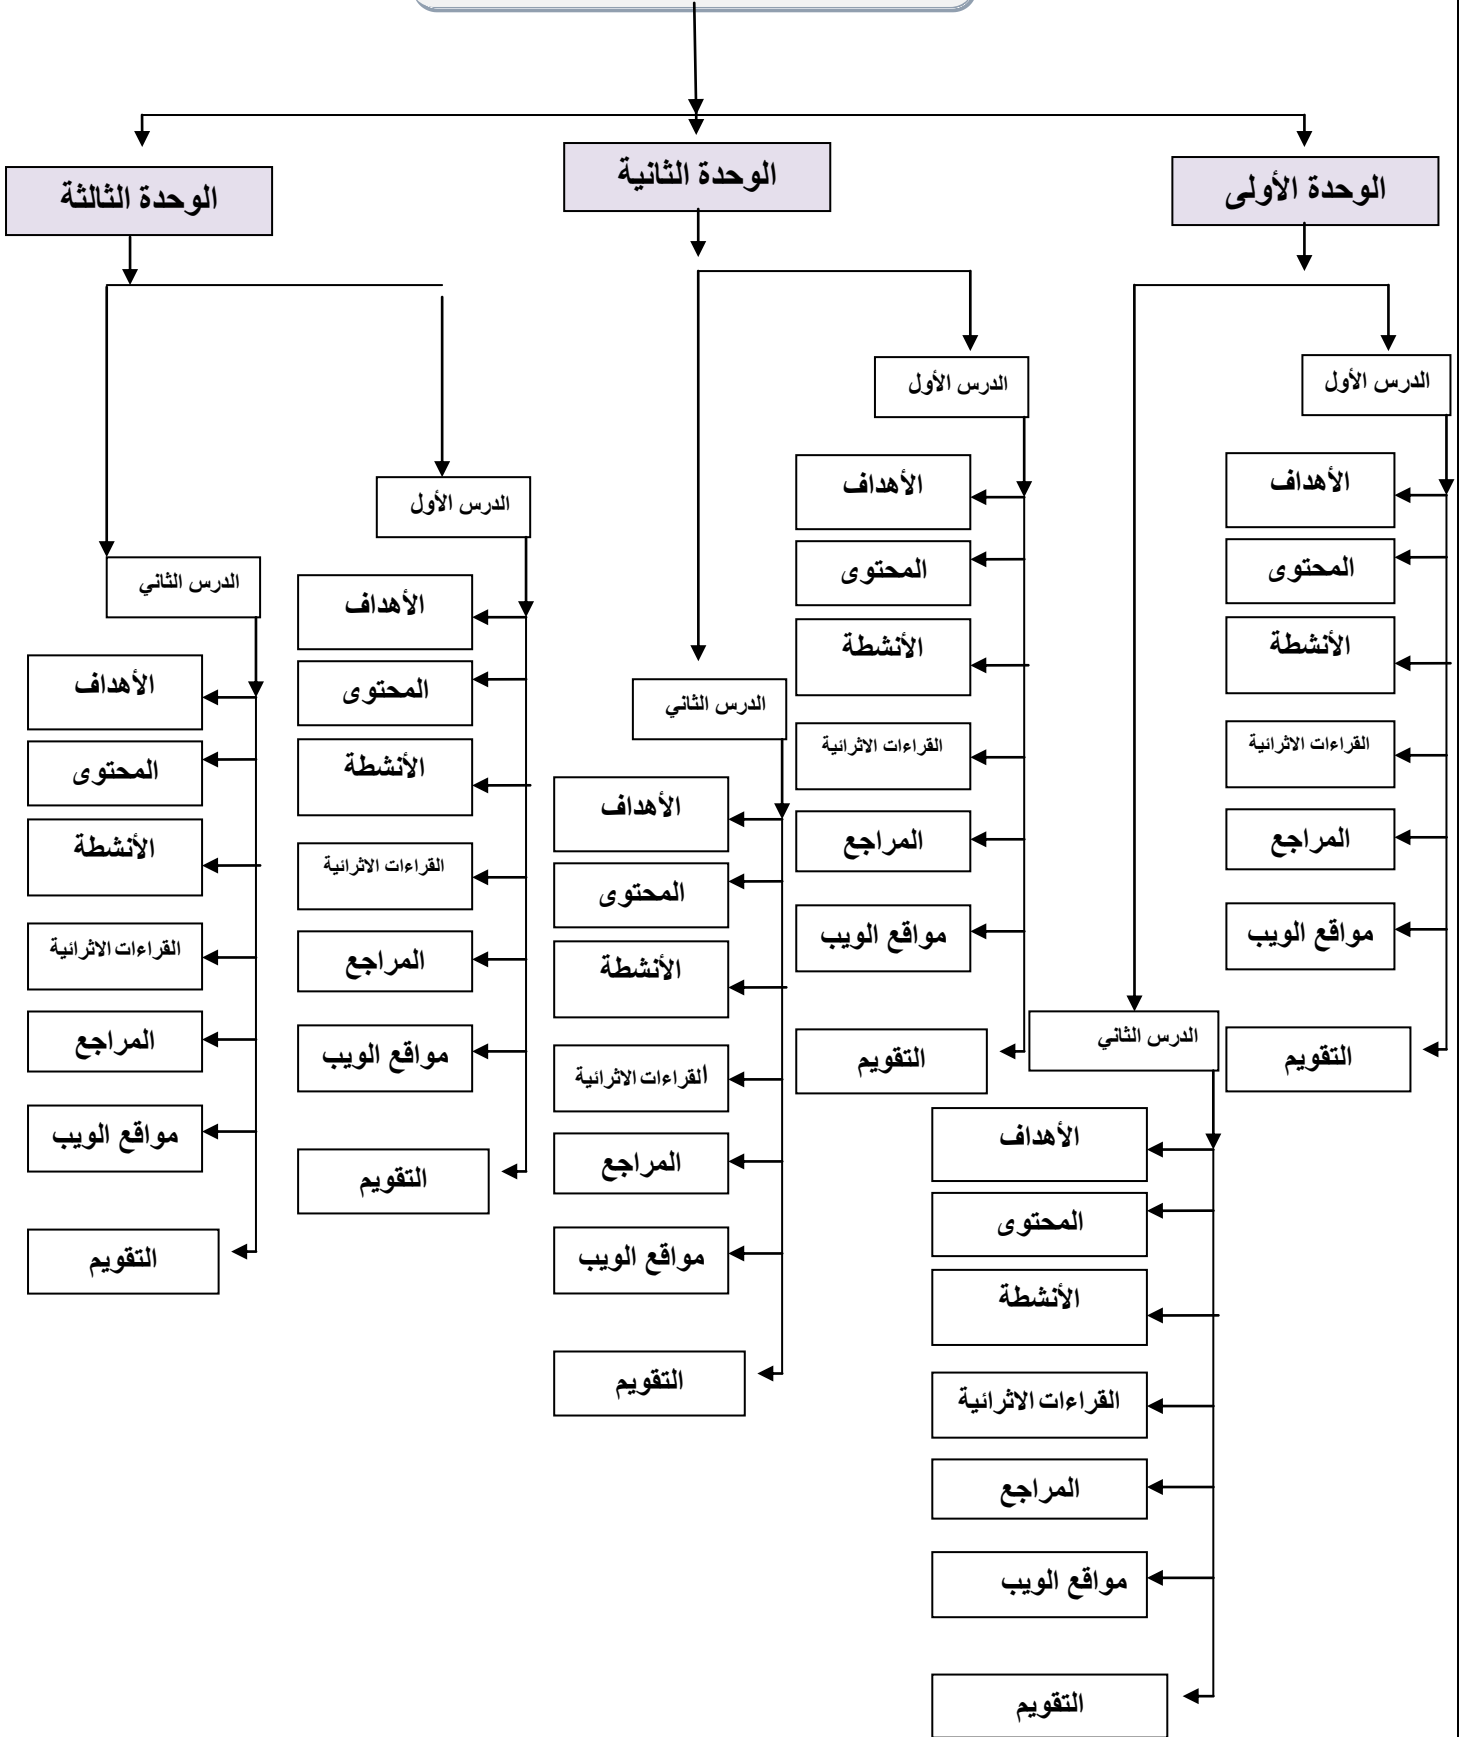 الوحدة الأولى
الوحدة الثانية
الوحدة الثالثة
الدرس الأول
الأهداف
المحتوى
الأنشطة
القراءات الاثرائية
المراجع
مواقع الويب
التقويم
الدرس الثاني
الأهداف
المحتوى
الأنشطة
القراءات الاثرائية
المراجع
مواقع الويب
التقويم
الدرس الأول
الأهداف
المحتوى
الأنشطة
القراءات الاثرائية
المراجع
مواقع الويب
التقويم
الدرس الثاني
الأهداف
المحتوى
الأنشطة
القراءات الاثرائية
المراجع
مواقع الويب
التقويم
الدرس الأول
الأهداف
المحتوى
الأنشطة
القراءات الاثرائية
المراجع
مواقع الويب
التقويم
الدرس الثاني
الأهداف
المحتوى
الأنشطة
القراءات الاثرائية
المراجع
مواقع الويب
التقويم